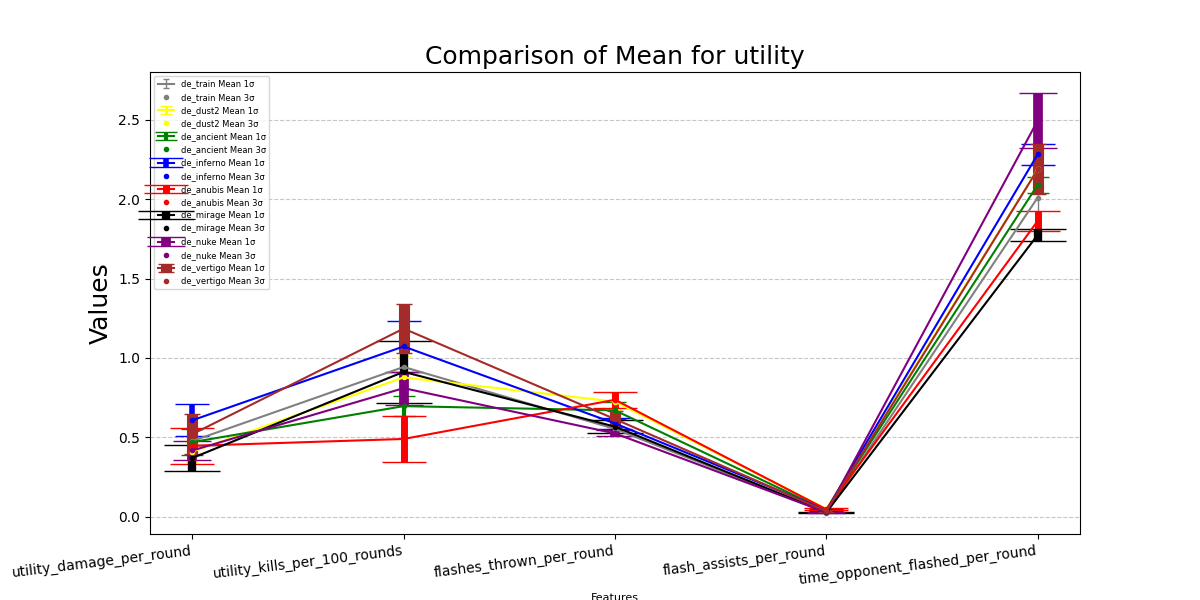 Comparison of Mean for utility
Values
2.5
2.0
1.5
1.0
0.5
0.0
de_train Mean 1σ
de_train Mean 3σ
de_dust2 Mean 1σ
de_dust2 Mean 3σ
de_ancient Mean 1σ
de_ancient Mean 3σ
de_inferno Mean 1σ
de_inferno Mean 3σ
de_anubis Mean 1σ
de_anubis Mean 3σ
de_mirage Mean 1σ
de_mirage Mean 3σ
de_nuke Mean 1σ
de_nuke Mean 3σ
de_vertigo Mean 1σ
de_vertigo Mean 3σ
utility_damage_per_round
utility_kills_per_100_rounds
flashes_thrown_per_round
flash_assists_per_round
time_opponent_flashed_per_round
Features